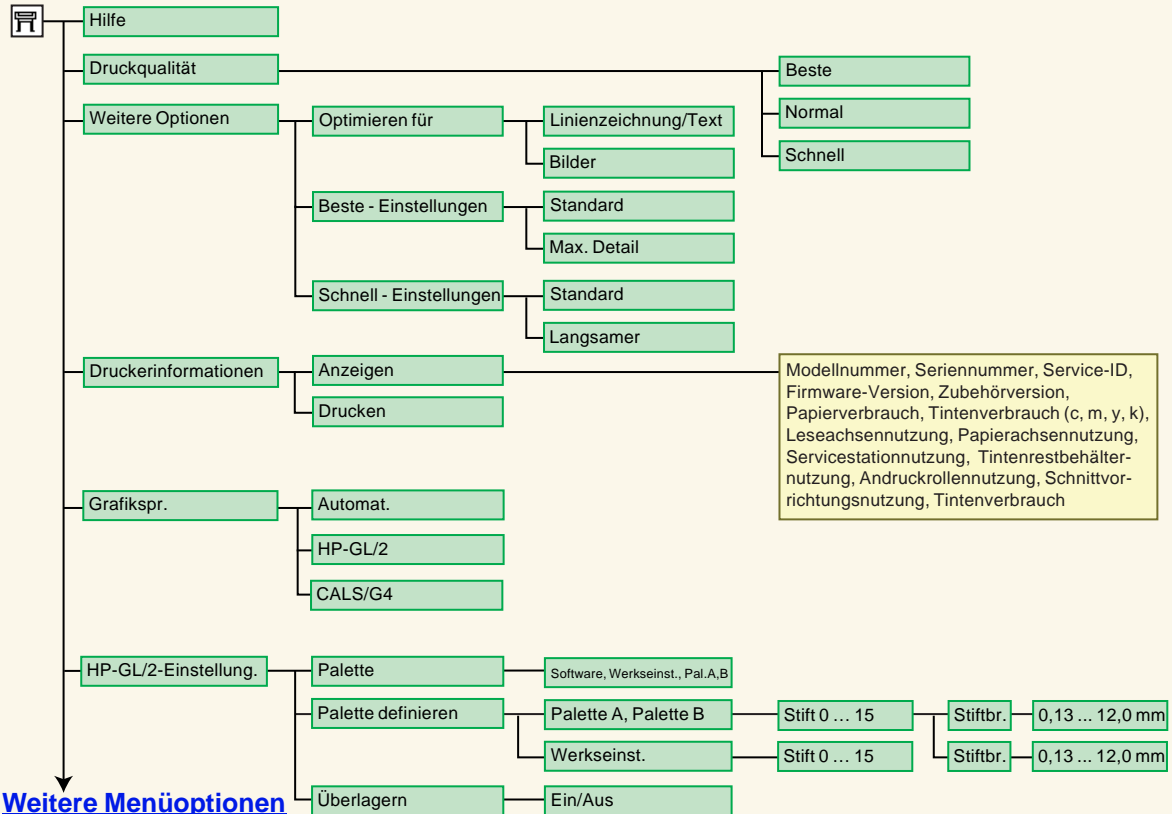 Hilfe
Druckqualität
Beste
Normal
Schnell
Weitere Optionen
Optimieren für
Linienzeichnung/Text
Bilder
Beste - Einstellungen
Standard
Max. Detail
Schnell - Einstellungen
Standard
Langsamer
Druckerinformationen
Anzeigen
Drucken
Modellnummer, Seriennummer, Service-ID,
Firmware-Version, Zubehörversion,
Papierverbrauch, Tintenverbrauch (c, m, y, k),
Leseachsennutzung, Papierachsennutzung,
Servicestationnutzung, Tintenrestbehälter-
nutzung, Andruckrollennutzung, Schnittvor-
richtungsnutzung, Tintenverbrauch
Grafikspr.
Automat.
HP-GL/2
CALS/G4
HP-GL/2-Einstellung.
Palette
Software, Werkseinst., Pal.A,B
Palette definieren
Palette A, Palette B
Stift 0 ... 15
Stiftbr.
0,13 ... 12,0 mm
Werkseinst.
Stift 0 ... 15
Stiftbr.
0,13 ... 12,0 mm
Überlagern
Ein/Aus
Weitere Menüoptionen